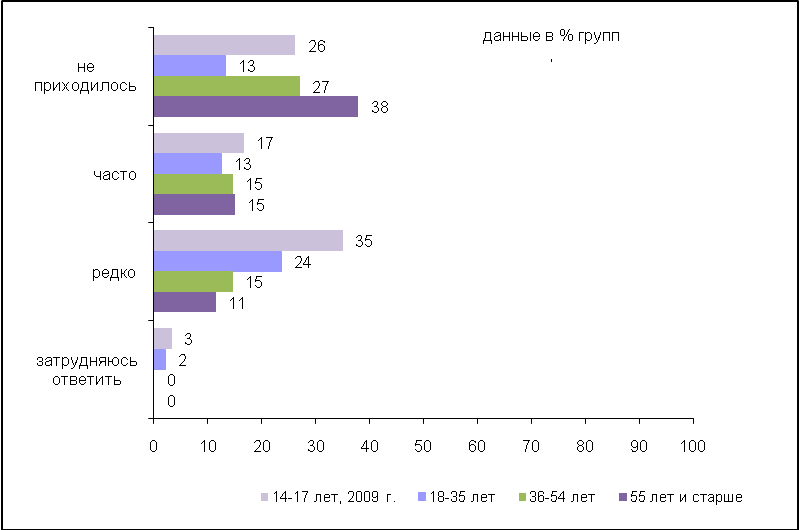 данные в % групп
не
приходилось
26
13
27
38
часто
17
13
15
15
редко
35
24
15
11
затрудняюсь
ответить
3
2
0
0
0 10 20 30 40 50 60 70 80 90 100
14-17 лет, 2009 г. 18-35 лет 36-54 лет 55 лет и старше